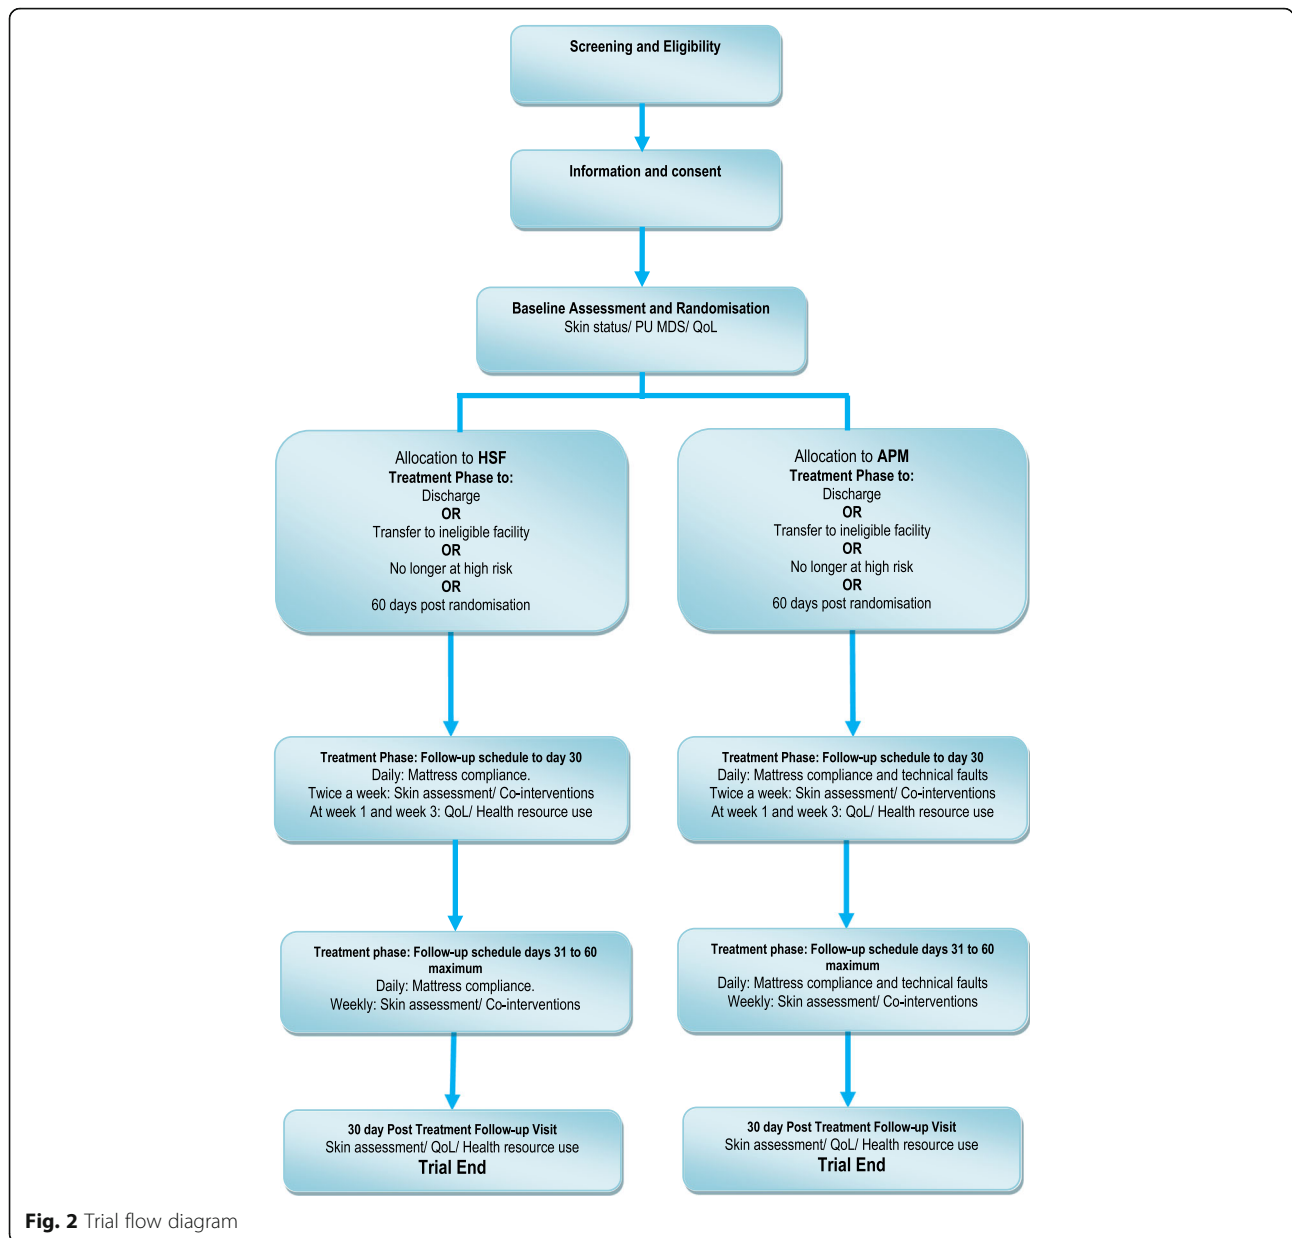 Screening and Eligibility
Information and consent
Baseline Assessment and Randomisation
Skin status/ PU MDS/ QoL
Allocation to HSF
Treatment Phase to:
Discharge
OR
Transfer to ineligible facility
OR
No longer at high risk
OR
60 days post randomisation
Allocation to APM
Treatment Phase to:
Discharge
OR
Transfer to ineligible facility
OR
No longer at high risk
OR
60 days post randomisation
Treatment Phase: Follow-up schedule to day 30
Daily: Mattress compliance.
Twice a week: Skin assessment/ Co-interventions
At week 1 and week 3: QoL/ Health resource use
Treatment Phase: Follow-up schedule to day 30
Daily: Mattress compliance and technical faults
Twice a week: Skin assessment/ Co-interventions
At week 1 and week 3: QoL/ Health resource use
Treatment phase: Follow-up schedule days 31 to 60
maximum
Daily: Mattress compliance.
Weekly: Skin assessment/ Co-interventions
Treatment phase: Follow-up schedule days 31 to 60
maximum
Daily: Mattress compliance and technical faults
Weekly: Skin assessment/ Co-interventions
30 day Post Treatment Follow-up Visit
Skin assessment/ QoL/ Health resource use
Trial End
30 day Post Treatment Follow-up Visit
Skin assessment/ QoL/ Health resource use
Trial End
Fig. 2 Trial flow diagram